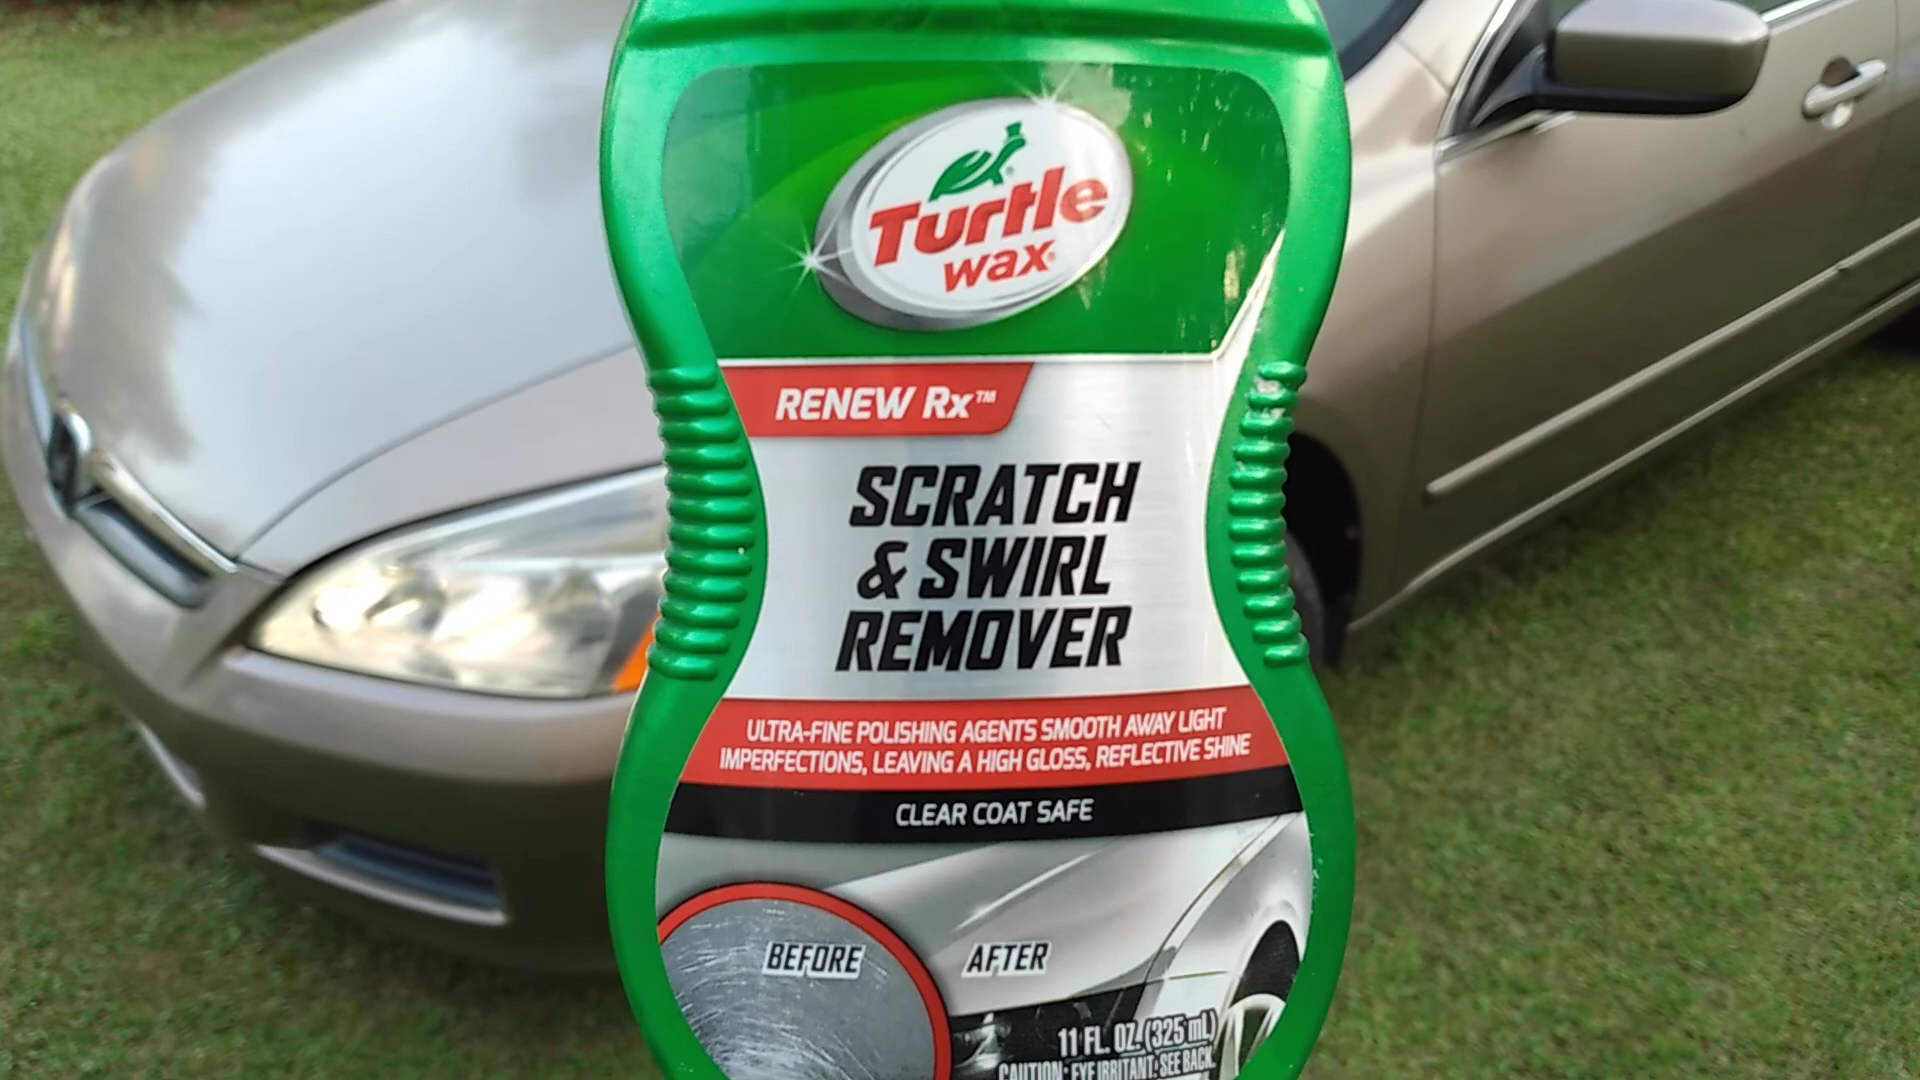 Turtle
wax®
RENEW Rx™
SCRATCH
& SWIRL
REMOVER
ULTRA-FINE POLISHING AGENTS SMOOTH AWAY LIGHT
IMPERFECTIONS, LEAVING A HIGH GLOSS, REFLECTIVE SHINE
CLEAR COAT SAFE
BEFORE AFTER
11 FL. OZ. (325 mL)
CAUTION: EYE IRRITANT. SEE BACK.